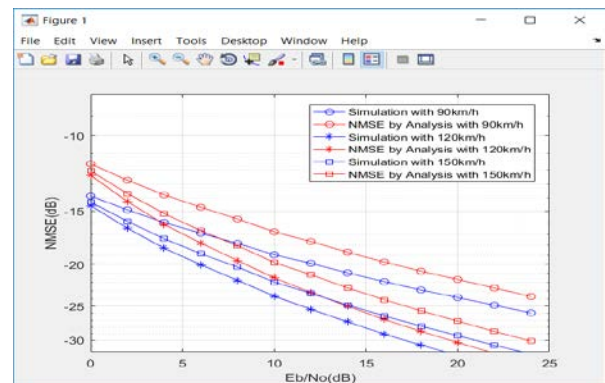 Figure 1
File Edit View Insert Tools Desktop Window Help
Simulation with 90km/h
NMSE by Analysis with 90km/h
Simulation with 120km/h
NMSE by Analysis with 120km/h
Simulation with 150km/h
NMSE by Analysis with 150km/h
-10
-15
-20
-25
-30
NMSE(dB)
0 5 10 15 20 25
Eb/No(dB)